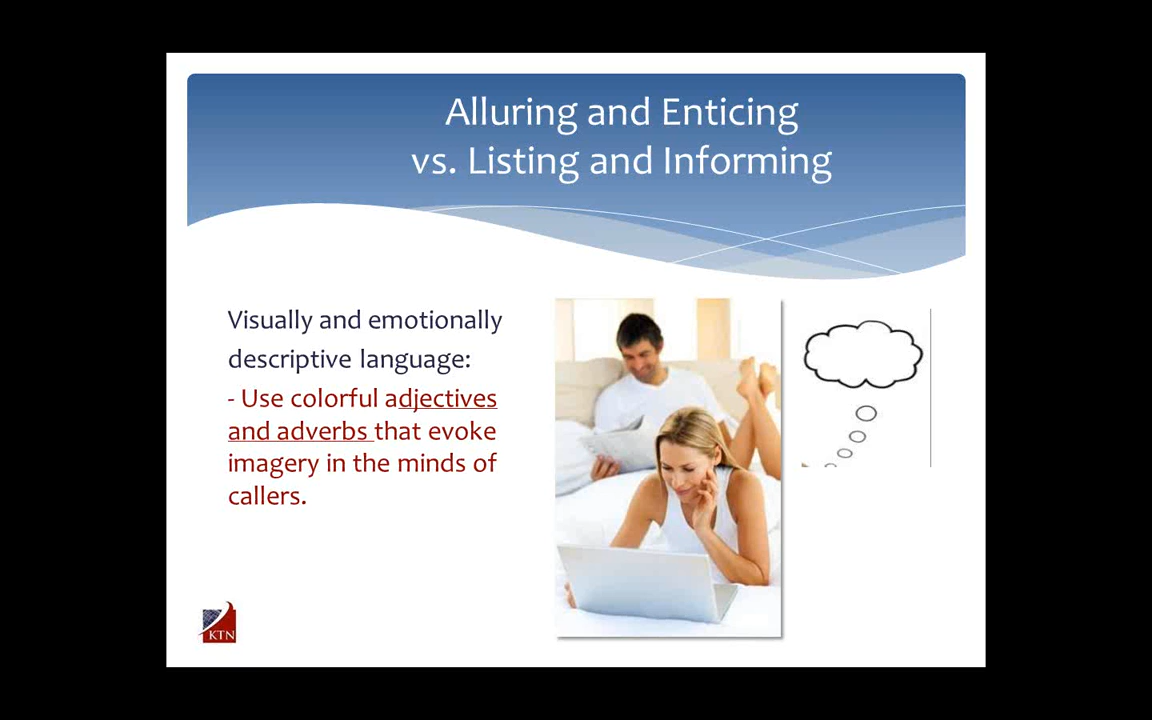 Alluring and Enticing
vs. Listing and Informing
Visually and emotionally
descriptive language:
- Use colorful adjectives
and adverbs that evoke
imagery in the minds of
callers.
KTN